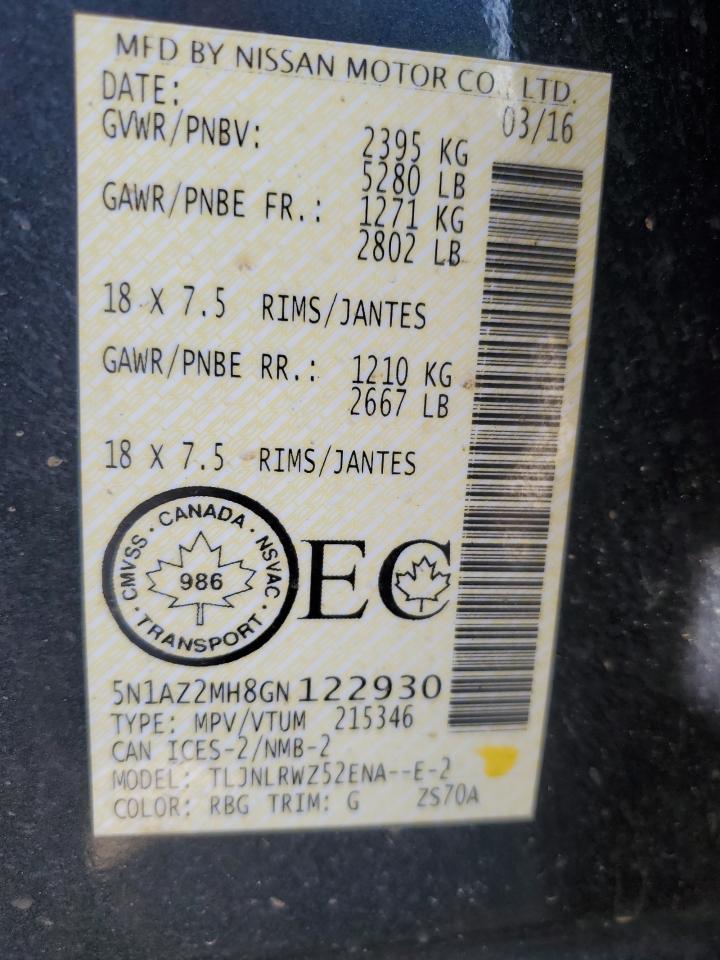 MFD BY NISSAN MOTOR CO., LTD.
DATE: 03/16
GVWR/PNBV: 2395 KG
5280 LB
GAWR/PNBE FR.: 1271 KG
2802 LB
18 X 7.5 RIMS/JANTES
GAWR/PNBE RR.: 1210 KG
2667 LB
18 X 7.5 RIMS/JANTES
CMVSS · CANADA · NSVAC · TRANSPORT ·
986
EC
5N1AZ2MH8GN122930
TYPE: MPV/VTUM 215346
CAN ICES-2/NMB-2
MODEL: TLJNLRWZ52ENA--E-2
COLOR: RBG TRIM: G ZS70A